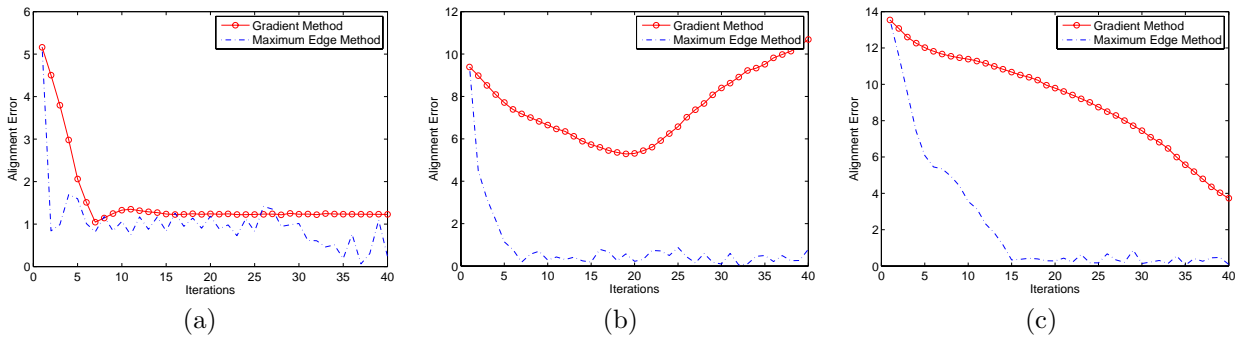 Gradient Method
Maximum Edge Method
Alignment Error
6
5
4
3
2
1
0
0 5 10 15 20 25 30 35 40
Iterations
(a)
Gradient Method
Maximum Edge Method
Alignment Error
12
10
8
6
4
2
0
0 5 10 15 20 25 30 35 40
Iterations
(b)
Gradient Method
Maximum Edge Method
Alignment Error
14
12
10
8
6
4
2
0
0 5 10 15 20 25 30 35 40
Iterations
(c)